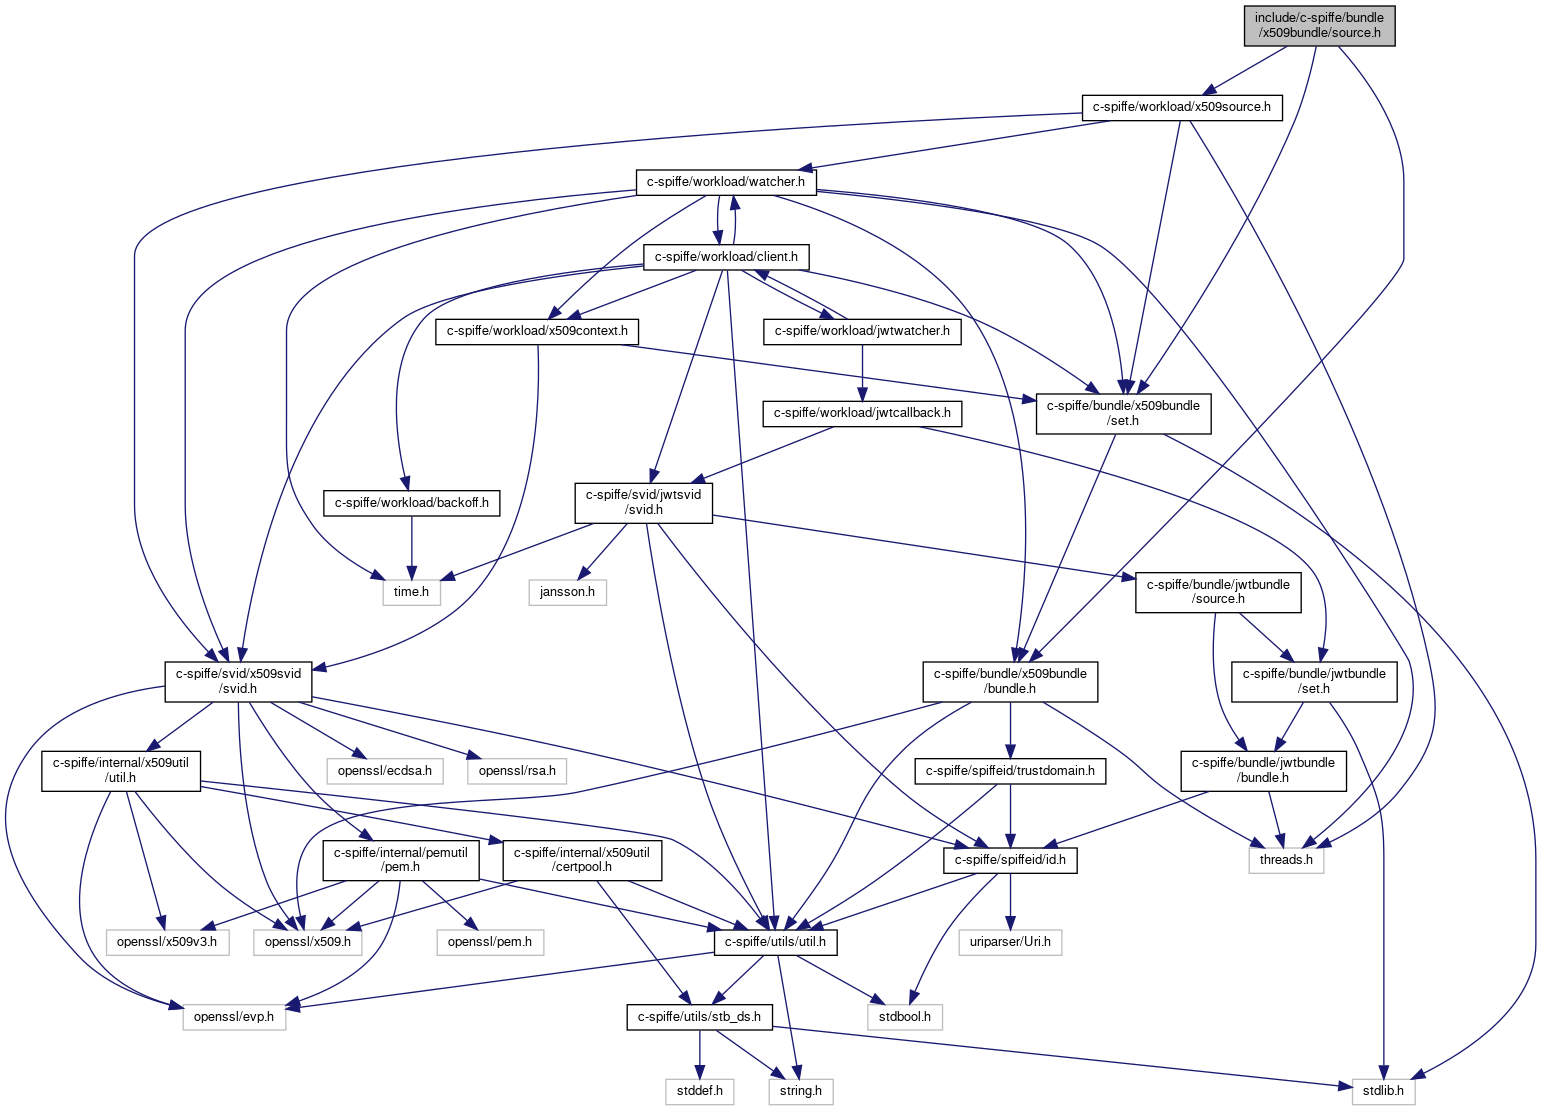 include/c-spiffe/bundle
/x509bundle/source.h
c-spiffe/workload/x509source.h
c-spiffe/workload/watcher.h
c-spiffe/workload/client.h
c-spiffe/workload/x509context.h
c-spiffe/workload/jwtwatcher.h
c-spiffe/workload/jwtcallback.h
c-spiffe/bundle/x509bundle
/set.h
c-spiffe/workload/backoff.h
c-spiffe/svid/jwtsvid
/svid.h
time.h
jansson.h
c-spiffe/bundle/jwtbundle
/source.h
c-spiffe/svid/x509svid
/svid.h
c-spiffe/bundle/x509bundle
/bundle.h
c-spiffe/bundle/jwtbundle
/set.h
c-spiffe/internal/x509util
/util.h
openssl/ecdsa.h
openssl/rsa.h
c-spiffe/spiffeid/trustdomain.h
c-spiffe/bundle/jwtbundle
/bundle.h
c-spiffe/internal/pemutil
/pem.h
c-spiffe/internal/x509util
/certpool.h
c-spiffe/spiffeid/id.h
threads.h
openssl/x509v3.h
openssl/x509.h
openssl/pem.h
c-spiffe/utils/util.h
uriparser/Uri.h
openssl/evp.h
c-spiffe/utils/stb_ds.h
stdbool.h
stddef.h
string.h
stdlib.h